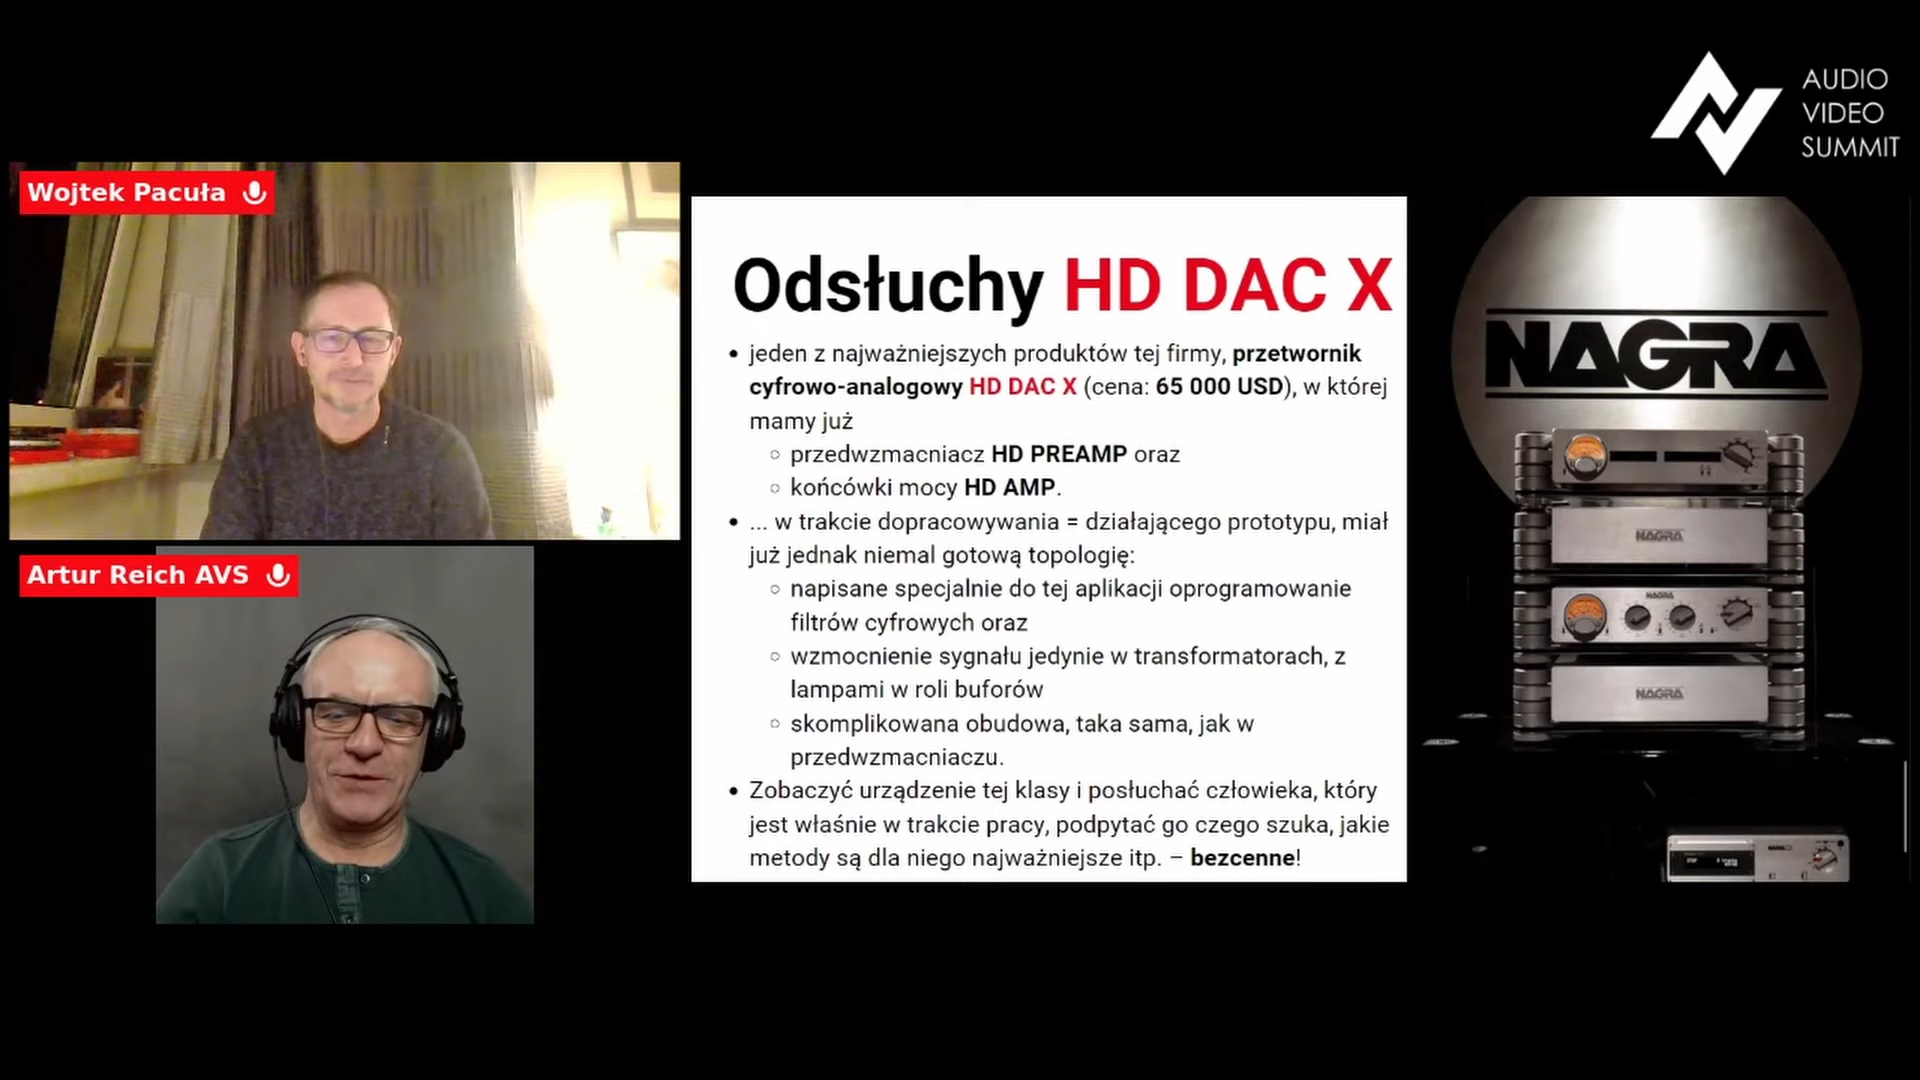 AUDIO
VIDEO
SUMMIT
Wojtek Pacuła
Artur Reich AVS
Odsłuchy HD DAC X
• jeden z najważniejszych produktów tej firmy, przetwornik
cyfrowo-analogowy HD DAC X (cena: 65 000 USD), w której
mamy już
○ przedwzmacniacz HD PREAMP oraz
○ końcówki mocy HD AMP.
• ... w trakcie dopracowywania = działającego prototypu, miał
już jednak niemal gotową topologię:
○ napisane specjalnie do tej aplikacji oprogramowanie
filtrów cyfrowych oraz
○ wzmocnienie sygnału jedynie w transformatorach, z
lampami w roli buforów
○ skomplikowana obudowa, taka sama, jak w
przedwzmacniaczu.
• Zobaczyć urządzenie tej klasy i posłuchać człowieka, który
jest właśnie w trakcie pracy, podpytać go czego szuka, jakie
metody są dla niego najważniejsze itp. – bezcenne!
NAGRA
NAGRA
NAGRA
NAGRA